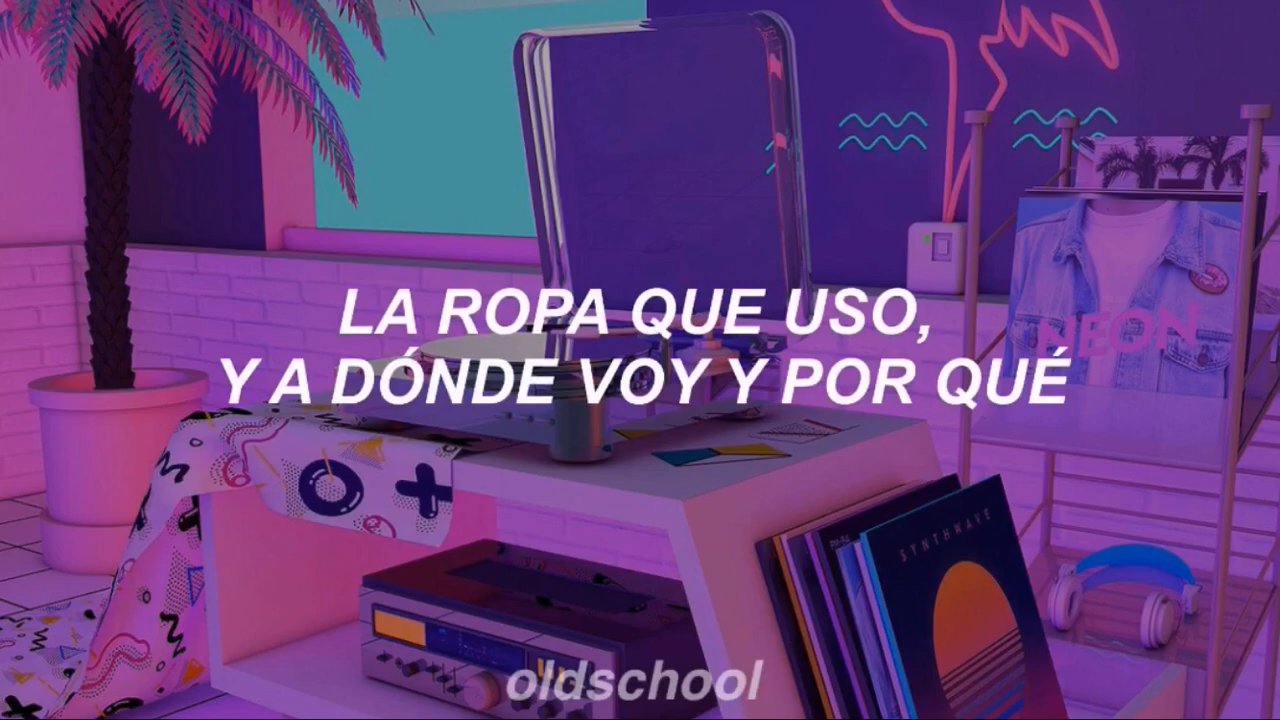 LA ROPA QUE USO,
Y A DÓNDE VOY Y POR QUÉ
NEON
SYNTHWAVE
oldschool